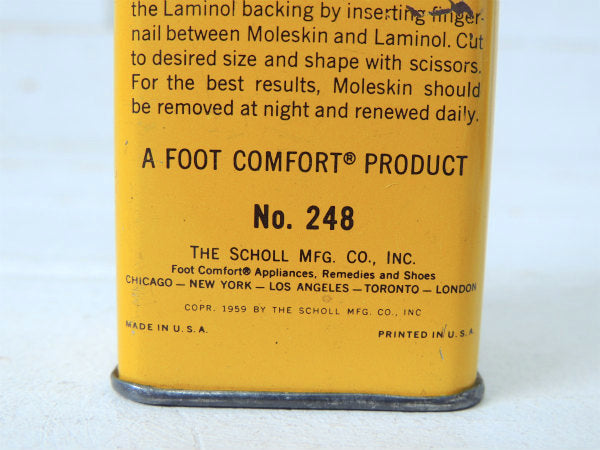 the Laminol backing by inserting finger-
nail between Moleskin and Laminol. Cut
to desired size and shape with scissors.
For the best results, Moleskin should
be removed at night and renewed daily.
A FOOT COMFORT® PRODUCT
No. 248
THE SCHOLL MFG. CO., INC.
Foot Comfort® Appliances, Remedies and Shoes
CHICAGO — NEW YORK — LOS ANGELES — TORONTO — LONDON
COPR. 1959 BY THE SCHOLL MFG. CO., INC
MADE IN U.S.A. PRINTED IN U.S.A.